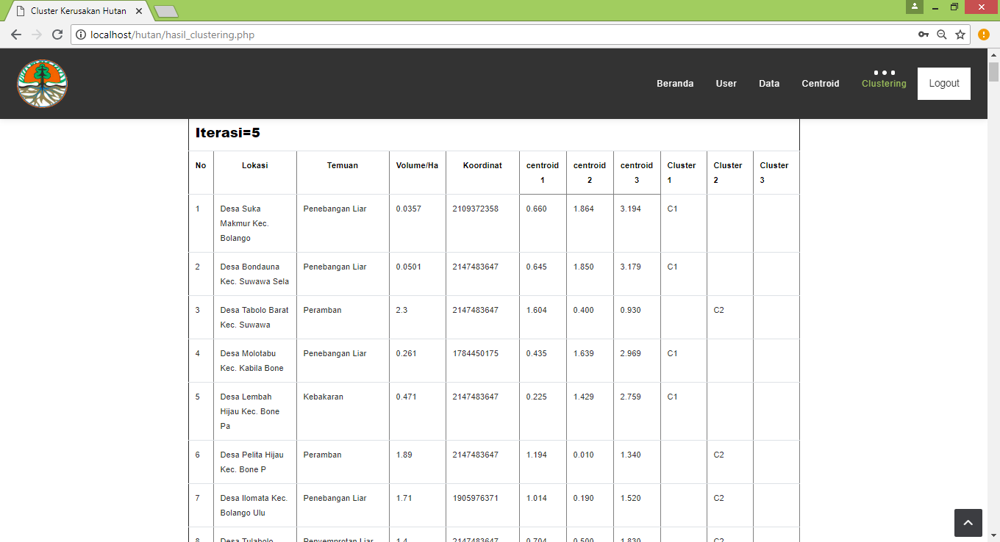 Cluster Kerusakan Hutan
localhost/hutan/hasil_clustering.php
Beranda User Data Centroid Clustering Logout
Iterasi=5
No Lokasi Temuan Volume/Ha Koordinat centroid centroid centroid Cluster Cluster Cluster
1 2 3 1 2 3
1 Desa Suka Penebangan Liar 0.0357 2109372358 0.660 1.864 3.194 C1
Makmur Kec.
Bolango
2 Desa Bondauna Penebangan Liar 0.0501 2147483647 0.645 1.850 3.179 C1
Kec. Suwawa Sela
3 Desa Tabolo Barat Peramban 2.3 2147483647 1.604 0.400 0.930 C2
Kec. Suwawa
4 Desa Molotabu Penebangan Liar 0.261 1784450175 0.435 1.639 2.969 C1
Kec. Kabila Bone
5 Desa Lembah Kebakaran 0.471 2147483647 0.225 1.429 2.759 C1
Hijau Kec. Bone
Pa
6 Desa Pelita Hijau Peramban 1.89 2147483647 1.194 0.010 1.340 C2
Kec. Bone P
7 Desa Ilomata Kec. Penebangan Liar 1.71 1905976371 1.014 0.190 1.520 C2
Bolango Ulu
8 Desa Tulabolo Penyemprotan Liar 1.4 2147483647 0.704 0.500 1.830 C2